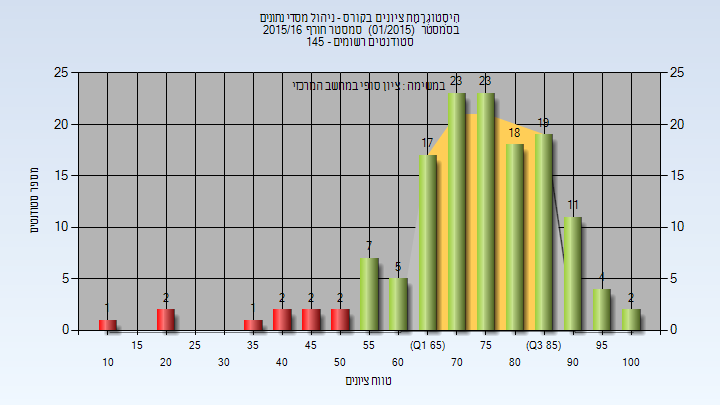 היסטוגרמת ציונים בקורס - ניהול מסדי נתונים
בסמסטר (01/2015) סמסטר חורף 2015/16
סטודנטים רשומים - 145
במשימה : ציון סופי במחשב המרכזי
מספר סטודנטים
25 20 15 10 5 0
25 20 15 10 5 0
1 2 1 2 2 2 7 5 17 23 23 18 19 11 4 2
15 25 35 45 55 (Q1 65) 75 (Q3 85) 95
10 20 30 40 50 60 70 80 90 100
טווח ציונים